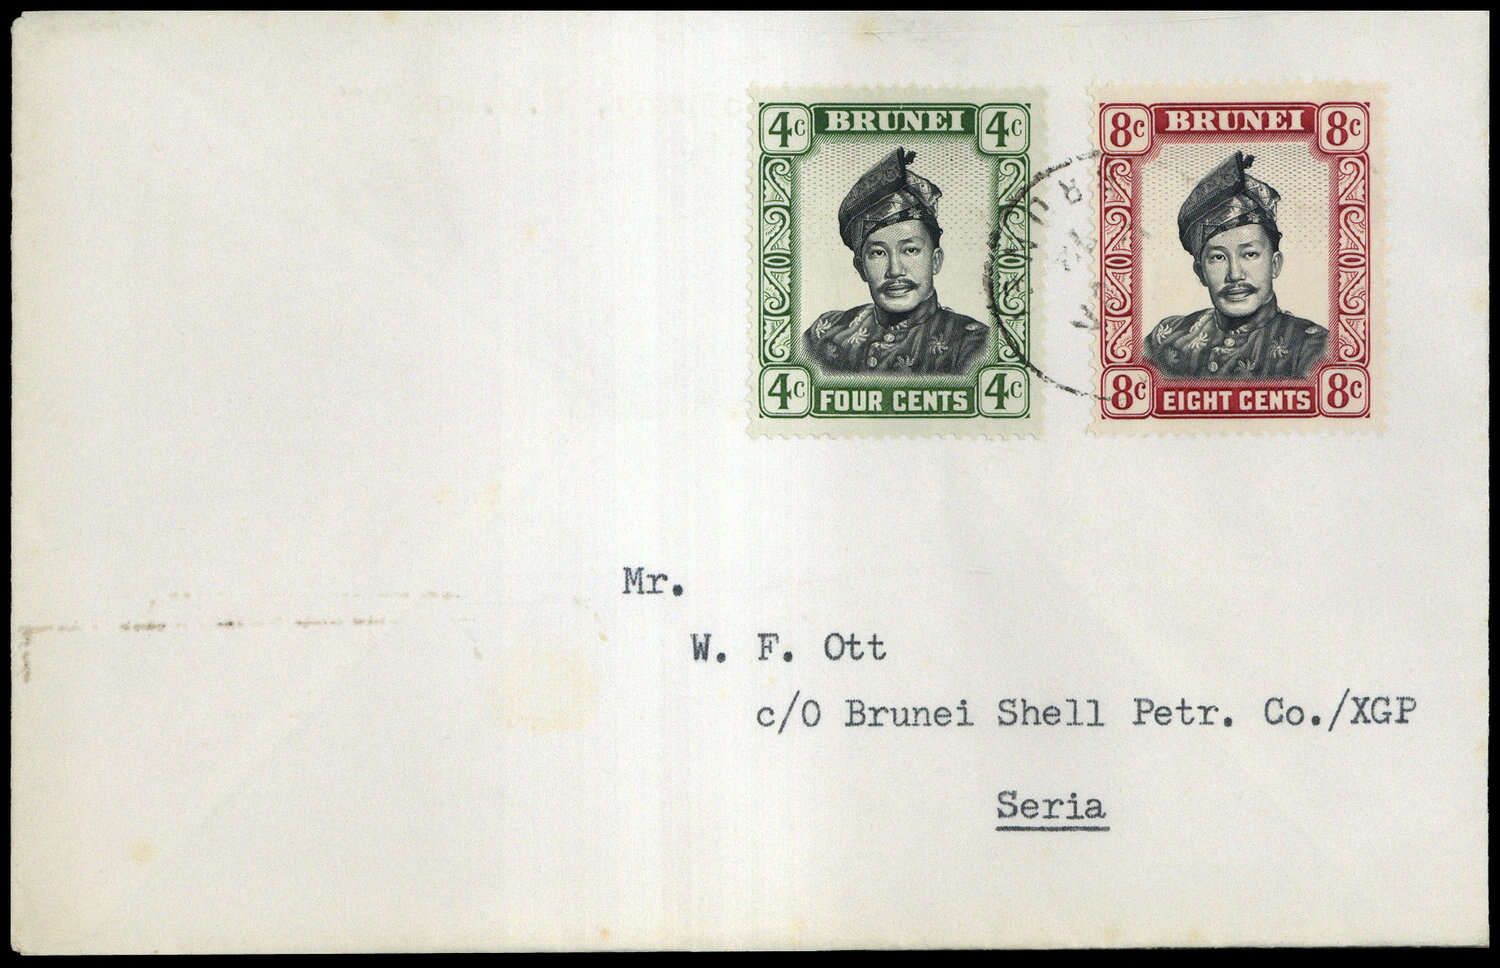 4c BRUNEI 4c
4c FOUR CENTS 4c
8c BRUNEI 8c
8c EIGHT CENTS 8c
Mr.
W. F. Ott
c/O Brunei Shell Petr. Co./XGP
Seria